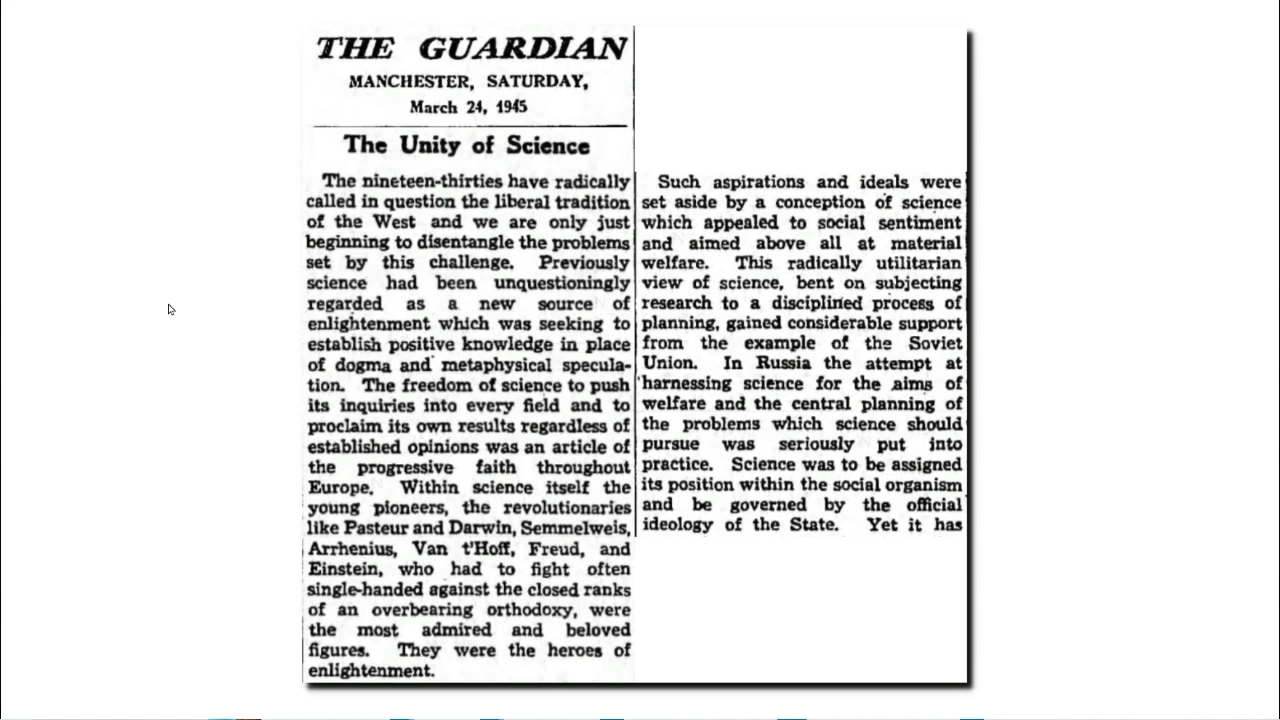 THE GUARDIAN
MANCHESTER, SATURDAY,
March 24, 1945
The Unity of Science
The nineteen-thirties have radically
called in question the liberal tradition
of the West and we are only just
beginning to disentangle the problems
set by this challenge. Previously
science had been unquestioningly
regarded as a new source of
enlightenment which was seeking to
establish positive knowledge in place
of dogma and metaphysical specula-
tion. The freedom of science to push
its inquiries into every field and to
proclaim its own results regardless of
established opinions was an article of
the progressive faith throughout
Europe. Within science itself the
young pioneers, the revolutionaries
like Pasteur and Darwin, Semmelweis,
Arrhenius, Van t'Hoff, Freud, and
Einstein, who had to fight often
single-handed against the closed ranks
of an overbearing orthodoxy, were
the most admired and beloved
figures. They were the heroes of
enlightenment.
Such aspirations and ideals were
set aside by a conception of science
which appealed to social sentiment
and aimed above all at material
welfare. This radically utilitarian
view of science, bent on subjecting
research to a disciplined process of
planning, gained considerable support
from the example of the Soviet
Union. In Russia the attempt at
harnessing science for the aims of
welfare and the central planning of
the problems which science should
pursue was seriously put into
practice. Science was to be assigned
its position within the social organism
and be governed by the official
ideology of the State. Yet it has